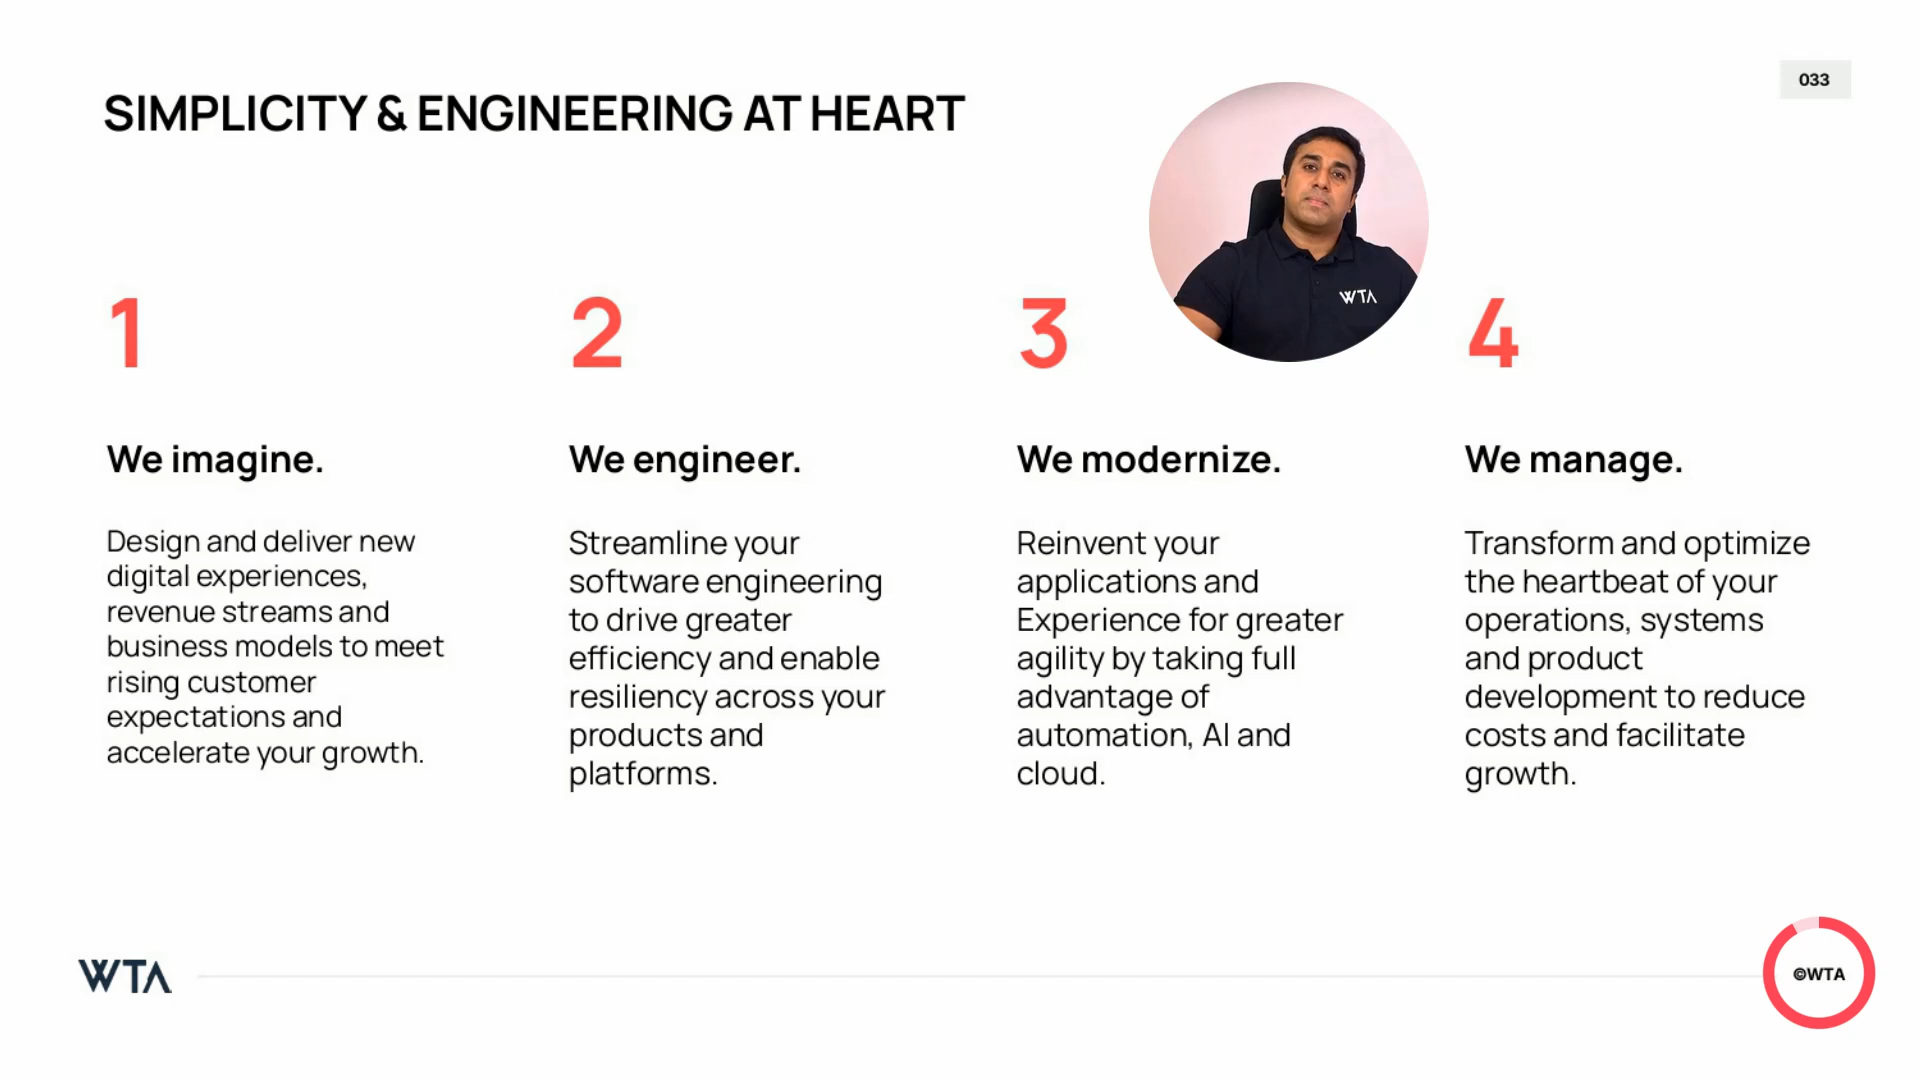 033
SIMPLICITY & ENGINEERING AT HEART
WTA
1
We imagine.
Design and deliver new
digital experiences,
revenue streams and
business models to meet
rising customer
expectations and
accelerate your growth.
2
We engineer.
Streamline your
software engineering
to drive greater
efficiency and enable
resiliency across your
products and
platforms.
3
We modernize.
Reinvent your
applications and
Experience for greater
agility by taking full
advantage of
automation, AI and
cloud.
4
We manage.
Transform and optimize
the heartbeat of your
operations, systems
and product
development to reduce
costs and facilitate
growth.
WTA
©WTA